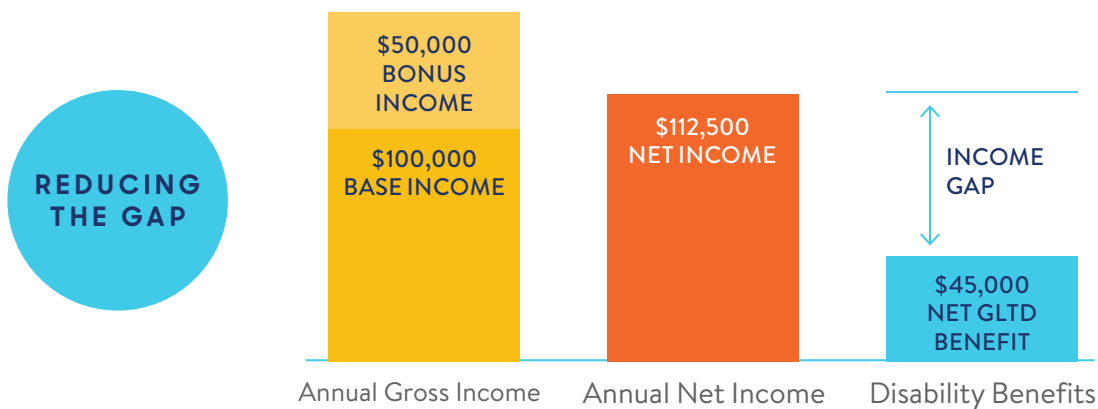 REDUCING
THE GAP
$50,000
BONUS
INCOME
$100,000
BASE INCOME
Annual Gross Income
$112,500
NET INCOME
Annual Net Income
INCOME
GAP
$45,000
NET GLTD
BENEFIT
Disability Benefits